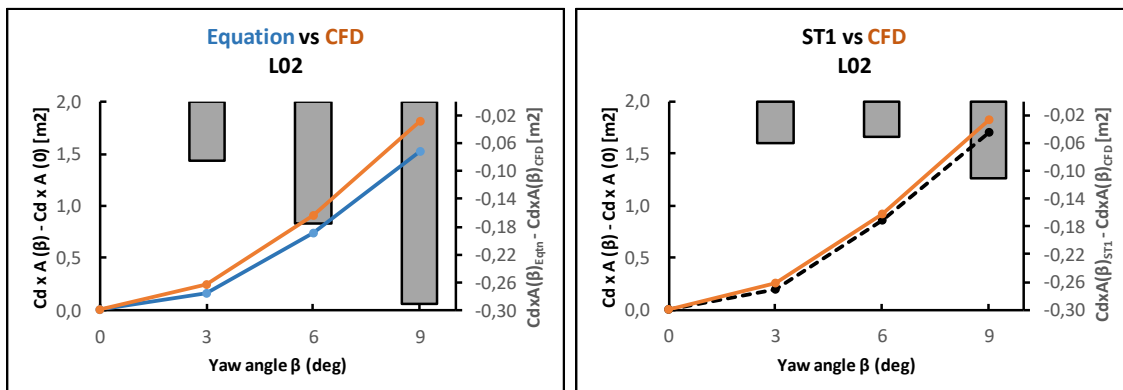 Equation vs CFD
L02
2,0
1,5
1,0
0,5
0,0
Cd x A (β) - Cd x A (0) [m2]
-0,02
-0,06
-0,10
-0,14
-0,18
-0,22
-0,26
-0,30
CdxA(β)Eqtn - CdxA(β)CFD [m2]
0 3 6 9
Yaw angle β (deg)
ST1 vs CFD
L02
2,0
1,5
1,0
0,5
0,0
Cd x A (β) - Cd x A (0) [m2]
-0,02
-0,06
-0,10
-0,14
-0,18
-0,22
-0,26
-0,30
CdxA(β)ST1 - CdxA(β)CFD [m2]
0 3 6 9
Yaw angle β (deg)